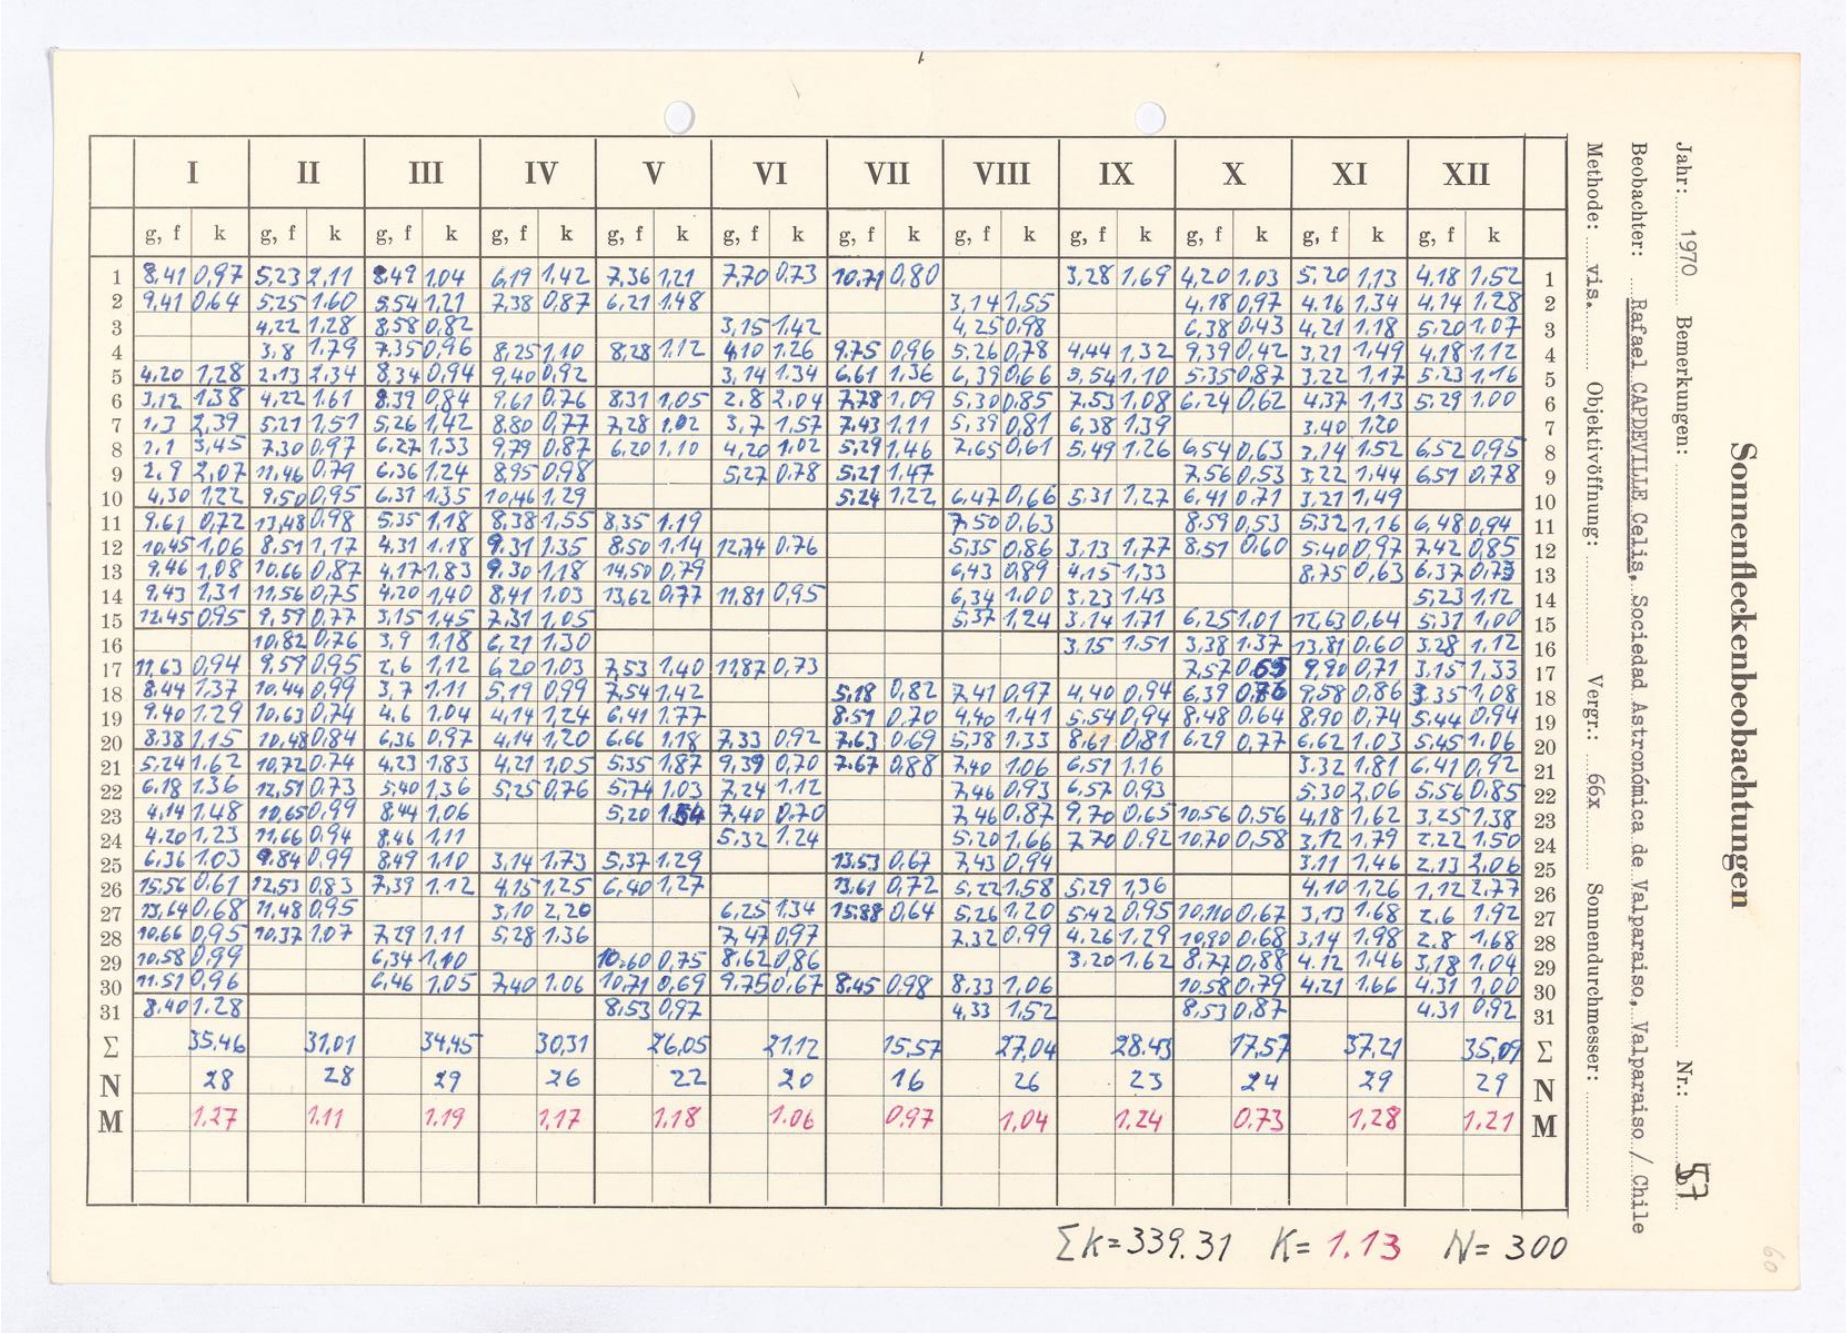 Sonnenfleckenbeobachtungen
Jahr: 1970 Bemerkungen: Nr.: 57
Beobachter: Rafael CAPDEVILLE Celis, Sociedad Astronómica de Valparaiso, Valparaiso / Chile
Methode: vis. Objektivöffnung: Vergr.: 66x Sonnendurchmesser:
I II III IV V VI VII VIII IX X XI XII
g, f k g, f k g, f k g, f k g, f k g, f k g, f k g, f k g, f k g, f k g, f k g, f k
1 8,41 0,97 5,23 2,11 8,49 1,04 6,19 1,42 7,36 1,21 7,70 0,73 10,71 0,80 3,28 1,69 4,20 1,03 5,20 1,13 4,18 1,52 1
2 9,41 0,64 5,25 1,60 5,54 1,21 7,38 0,87 6,21 1,48 3,14 1,55 4,18 0,97 4,16 1,34 4,14 1,28 2
3 4,22 1,28 8,58 0,82 3,15 1,42 4,25 0,98 6,38 0,43 4,21 1,18 5,20 1,07 3
4 3,8 1,79 7,35 0,96 8,25 1,10 8,28 1,12 4,10 1,26 9,75 0,96 5,26 0,78 4,44 1,32 9,39 0,42 3,21 1,49 4,18 1,12 4
5 4,20 1,28 2,13 2,34 8,34 0,94 9,40 0,92 3,14 1,34 6,61 1,36 6,39 0,66 5,54 1,10 5,35 0,87 3,22 1,17 5,23 1,16 5
6 3,12 1,38 4,22 1,61 8,39 0,84 9,61 0,76 8,31 1,05 2,8 2,04 7,78 1,09 5,30 0,85 7,53 1,08 6,24 0,62 4,37 1,13 5,29 1,00 6
7 1,3 2,39 5,21 1,51 5,26 1,42 8,80 0,77 7,28 1,02 3,7 1,57 7,43 1,11 5,39 0,81 6,38 1,39 3,40 1,20 7
8 2,1 3,45 7,30 0,97 6,27 1,33 9,79 0,87 6,20 1,10 4,20 1,02 5,29 1,46 7,65 0,61 5,49 1,26 6,54 0,63 3,14 1,52 6,52 0,95 8
9 2,9 2,07 11,46 0,79 6,36 1,24 8,95 0,98 5,27 0,78 5,21 1,47 7,56 0,53 3,22 1,44 6,51 0,78 9
10 4,30 1,22 9,50 0,95 6,31 1,35 10,46 1,29 5,24 1,22 6,47 0,66 5,31 1,27 6,41 0,71 3,21 1,49 10
11 9,61 0,72 13,48 0,98 5,35 1,18 8,38 1,55 8,35 1,19 7,50 0,63 8,59 0,53 5,32 1,16 6,48 0,94 11
12 10,45 1,06 8,51 1,17 4,31 1,18 9,31 1,35 8,50 1,14 12,74 0,76 5,35 0,86 3,13 1,77 8,51 0,60 5,40 0,97 7,42 0,85 12
13 9,46 1,08 10,66 0,87 4,17 1,83 9,30 1,18 14,50 0,79 6,43 0,89 4,15 1,33 8,75 0,63 6,37 0,73 13
14 9,43 1,31 11,56 0,75 4,20 1,40 8,41 1,03 13,62 0,77 11,81 0,95 6,34 1,00 3,23 1,43 5,23 1,12 14
15 12,45 0,95 9,59 0,77 3,15 1,45 7,31 1,05 5,37 1,24 3,14 1,71 6,25 1,01 12,63 0,64 5,31 1,00 15
16 10,82 0,76 3,9 1,18 6,21 1,30 3,15 1,51 3,38 1,37 13,81 0,60 3,28 1,12 16
17 11,63 0,94 9,59 0,95 2,6 1,12 6,20 1,03 7,53 1,40 11,87 0,73 7,57 0,65 9,90 0,71 3,15 1,33 17
18 8,44 1,37 10,44 0,99 3,7 1,11 5,19 0,99 7,54 1,42 5,18 0,82 7,41 0,97 4,40 0,94 6,39 0,76 9,58 0,86 3,35 1,08 18
19 9,40 1,29 10,63 0,74 4,6 1,04 4,14 1,24 6,41 1,77 8,51 0,70 4,40 1,41 5,54 0,94 8,48 0,64 8,90 0,74 5,44 0,94 19
20 8,38 1,15 10,48 0,84 6,36 0,97 4,14 1,20 6,66 1,18 7,33 0,92 7,63 0,69 5,38 1,33 8,61 0,81 6,29 0,77 6,62 1,03 5,45 1,06 20
21 5,24 1,62 10,72 0,74 4,23 1,83 4,21 1,05 5,35 1,87 9,39 0,70 7,67 0,88 7,40 1,06 6,51 1,16 3,32 1,81 6,41 0,92 21
22 6,18 1,36 12,51 0,73 5,40 1,36 5,25 0,76 5,74 1,03 7,24 1,12 7,46 0,93 6,57 0,93 5,30 2,06 5,56 0,85 22
23 4,14 1,48 10,65 0,99 8,44 1,06 5,20 1,54 7,40 0,70 7,46 0,87 9,70 0,65 10,56 0,56 4,18 1,62 3,25 1,38 23
24 4,20 1,23 11,66 0,94 8,46 1,11 5,32 1,24 5,20 1,66 7,70 0,92 10,70 0,58 3,12 1,79 2,22 1,50 24
25 6,36 1,03 9,84 0,99 8,49 1,10 3,14 1,73 5,37 1,29 13,53 0,67 7,43 0,94 3,11 1,46 2,13 2,06 25
26 15,56 0,61 12,53 0,83 7,39 1,12 4,15 1,25 6,40 1,27 13,61 0,72 5,22 1,58 5,29 1,36 4,10 1,26 1,12 2,77 26
27 13,64 0,68 11,48 0,95 3,10 2,20 6,25 1,34 15,88 0,64 5,26 1,20 5,42 0,95 10,110 0,67 3,13 1,68 2,6 1,92 27
28 10,66 0,95 10,37 1,07 7,29 1,11 5,28 1,36 7,47 0,97 7,32 0,99 4,26 1,29 10,90 0,68 3,14 1,98 2,8 1,68 28
29 10,58 0,99 6,34 1,10 10,60 0,75 8,62 0,86 3,20 1,62 8,77 0,88 4,12 1,46 3,18 1,04 29
30 11,51 0,96 6,46 1,05 7,40 1,06 10,71 0,69 9,75 0,67 8,45 0,98 8,33 1,06 10,58 0,79 4,21 1,66 4,31 1,00 30
31 8,40 1,28 8,53 0,97 4,33 1,52 8,53 0,87 4,31 0,92 31
Σ 35,46 31,01 34,45 30,31 26,05 21,12 15,57 27,04 28,43 17,57 37,21 35,09 Σ
N 28 28 29 26 22 20 16 26 23 24 29 29 N
M 1,27 1,11 1,19 1,17 1,18 1,06 0,97 1,04 1,24 0,73 1,28 1,21 M
Σk=339.31 K=1.13 N=300
60